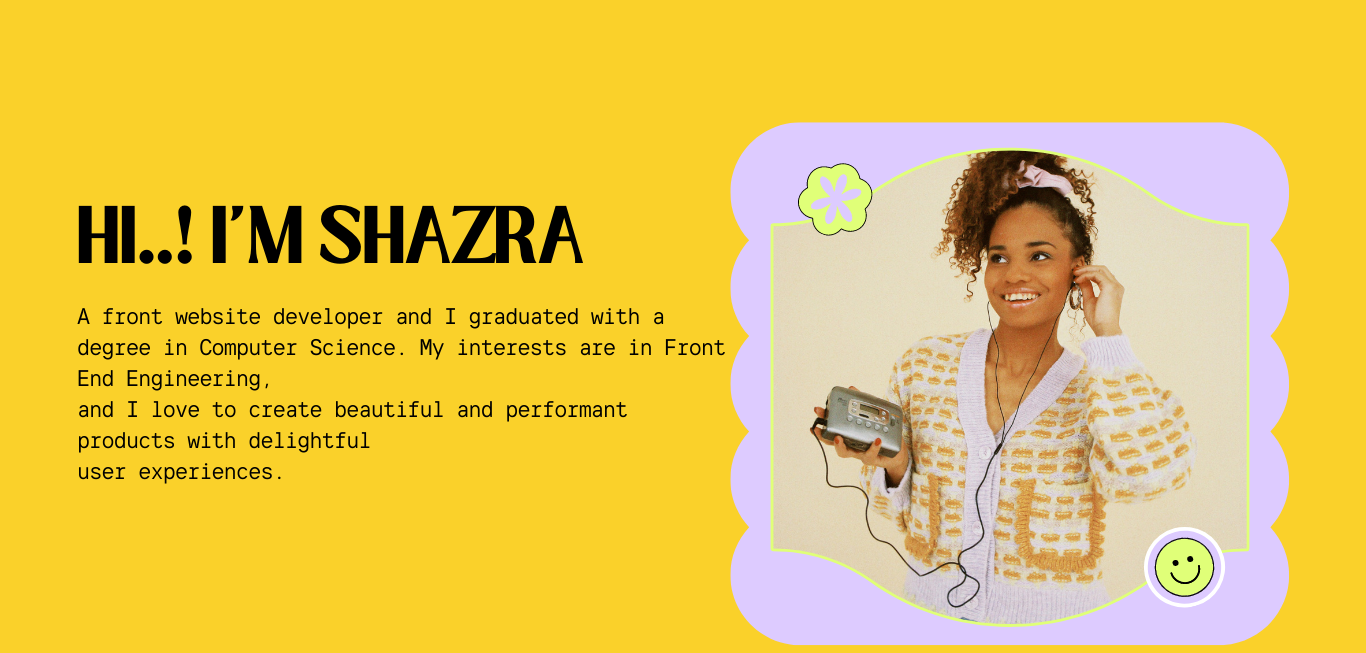 HI..! I'M SHAZRA
A front website developer and I graduated with a
degree in Computer Science. My interests are in Front
End Engineering,
and I love to create beautiful and performant
products with delightful
user experiences.